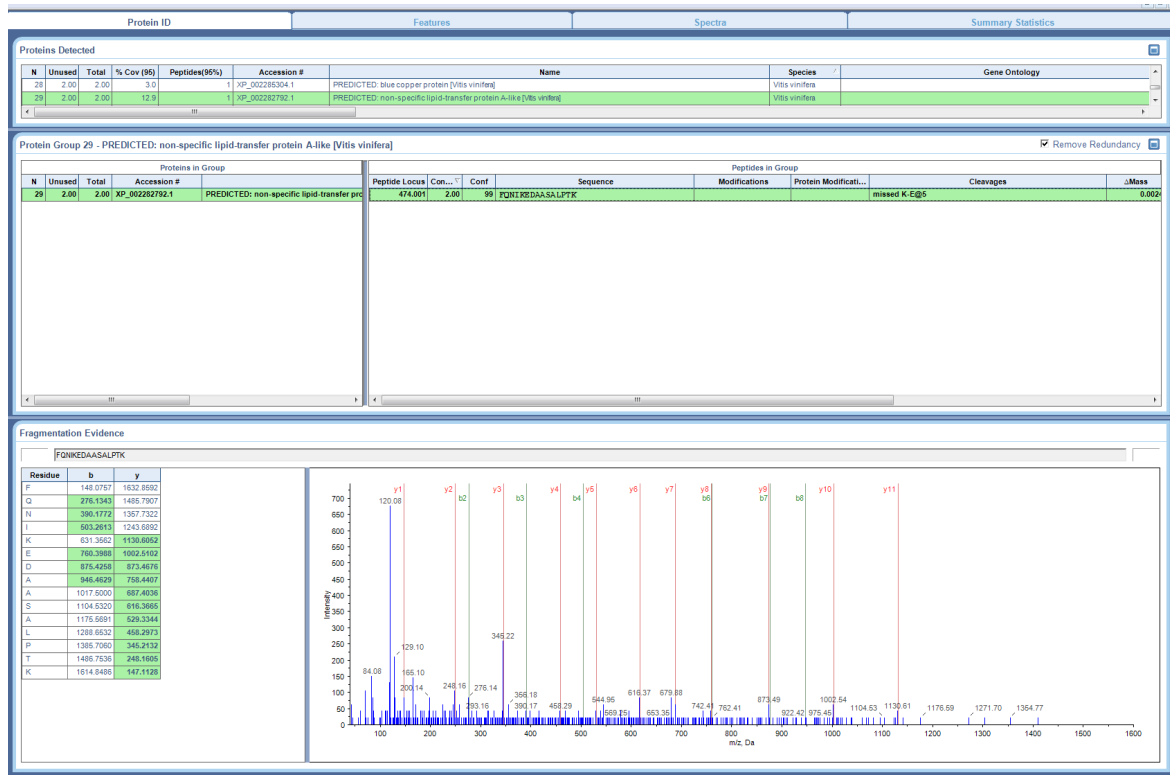 Protein ID Features Spectra Summary Statistics
Proteins Detected
N Unused Total % Cov (95) Peptides(95%) Accession # Name Species Gene Ontology
28 2.00 2.00 3.0 1 XP_002285304.1 PREDICTED: blue copper protein [Vitis vinifera] Vitis vinifera
29 2.00 2.00 12.9 1 XP_002282792.1 PREDICTED: non-specific lipid-transfer protein A-like [Vitis vinifera] Vitis vinifera
Protein Group 29 - PREDICTED: non-specific lipid-transfer protein A-like [Vitis vinifera] Remove Redundancy
Proteins in Group Peptides in Group
N Unused Total Accession # Peptide Locus Con... Conf Sequence Modifications Protein Modificati... Cleavages ΔMass
29 2.00 2.00 XP_002282792.1 PREDICTED: non-specific lipid-transfer pro 474.001 2.00 99 FQNIKEDAASALPTK missed K-E@5 0.0024
Fragmentation Evidence
FQNIKEDAASALPTK
Residue b y
F 148.0757 1632.8592
Q 276.1343 1485.7907
N 390.1772 1357.7322
I 503.2613 1243.6892
K 631.3562 1130.6052
E 760.3988 1002.5102
D 875.4258 873.4676
A 946.4629 758.4407
A 1017.5000 687.4036
S 1104.5320 616.3665
A 1175.5691 529.3344
L 1288.6532 458.2973
P 1385.7060 345.2132
T 1486.7536 248.1605
K 1614.8486 147.1128
y1 y2 y3 y4 y5 y6 y7 y8 y9 y10 y11
b2 b3 b4 b6 b7 b8
700 650 600 550 500 450 400 350 300 250 200 150 100 50 0
Intensity
120.08
345.22
129.10
84.08 165.10
200.14 248.16 276.14 356.18 616.37 679.88
293.16 390.17 458.29 544.95 569.25 653.35 742.41 762.41 873.49 922.42 975.45 1002.54 1104.53 1130.61 1176.59 1271.70 1354.77
100 200 300 400 500 600 700 800 900 1000 1100 1200 1300 1400 1500 1600
m/z, Da